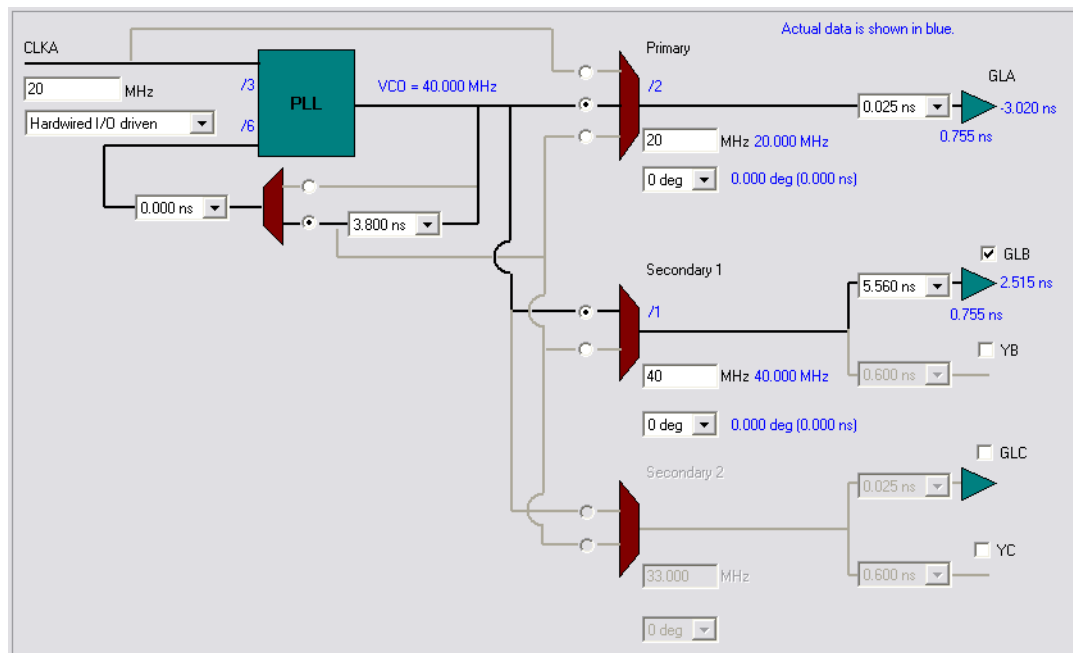 Actual data is shown in blue.
CLKA
Primary
GLA
20 MHz
/3
PLL
VCO = 40.000 MHz
/2
0.025 ns
-3.020 ns
Hardwired I/O driven
/6
20 MHz 20.000 MHz
0.755 ns
0 deg 0.000 deg (0.000 ns)
0.000 ns
3.800 ns
Secondary 1
GLB
5.560 ns
2.515 ns
/1
0.755 ns
YB
40 MHz 40.000 MHz
0.600 ns
0 deg 0.000 deg (0.000 ns)
GLC
Secondary 2
0.025 ns
YC
33.000 MHz
0.600 ns
0 deg